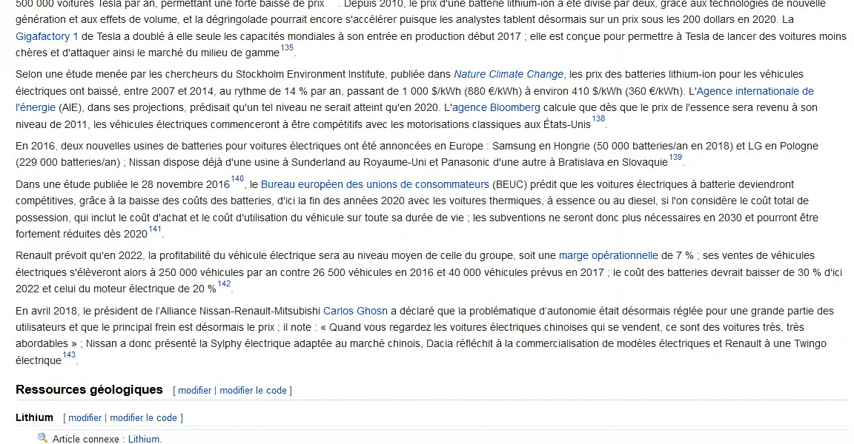 500 000 voitures Tesla par an, permettant une forte baisse de prix . Depuis 2010, le prix d'une batterie lithium-ion a été divisé par deux, grâce aux technologies de nouvelle
génération et aux effets de volume, et la dégringolade pourrait encore s'accélérer puisque les analystes tablent désormais sur un prix sous les 200 dollars en 2020. La
Gigafactory 1 de Tesla a doublé à elle seule les capacités mondiales à son entrée en production début 2017 ; elle est conçue pour permettre à Tesla de lancer des voitures moins
chères et d'attaquer ainsi le marché du milieu de gamme 135.
Selon une étude menée par les chercheurs du Stockholm Environment Institute, publiée dans Nature Climate Change, les prix des batteries lithium-ion pour les véhicules
électriques ont baissé, entre 2007 et 2014, au rythme de 14 % par an, passant de 1 000 $/kWh (880 €/kWh) à environ 410 $/kWh (360 €/kWh). L'Agence internationale de
l'énergie (AIE), dans ses projections, prédisait qu'un tel niveau ne serait atteint qu'en 2020. L'agence Bloomberg calcule que dès que le prix de l'essence sera revenu à son
niveau de 2011, les véhicules électriques commenceront à être compétitifs avec les motorisations classiques aux États-Unis 138.
En 2016, deux nouvelles usines de batteries pour voitures électriques ont été annoncées en Europe : Samsung en Hongrie (50 000 batteries/an en 2018) et LG en Pologne
(229 000 batteries/an) ; Nissan dispose déjà d'une usine à Sunderland au Royaume-Uni et Panasonic d'une autre à Bratislava en Slovaquie 139.
Dans une étude publiée le 28 novembre 2016 140, le Bureau européen des unions de consommateurs (BEUC) prédit que les voitures électriques à batterie deviendront
compétitives, grâce à la baisse des coûts des batteries, d'ici la fin des années 2020 avec les voitures thermiques, à essence ou au diesel, si l'on considère le coût total de
possession, qui inclut le coût d'achat et le coût d'utilisation du véhicule sur toute sa durée de vie ; les subventions ne seront donc plus nécessaires en 2030 et pourront être
fortement réduites dès 2020 141.
Renault prévoit qu'en 2022, la profitabilité du véhicule électrique sera au niveau moyen de celle du groupe, soit une marge opérationnelle de 7 % ; ses ventes de véhicules
électriques s'élèveront alors à 250 000 véhicules par an contre 26 500 véhicules en 2016 et 40 000 véhicules prévus en 2017 ; le coût des batteries devrait baisser de 30 % d'ici
2022 et celui du moteur électrique de 20 % 142.
En avril 2018, le président de l'Alliance Nissan-Renault-Mitsubishi Carlos Ghosn a déclaré que la problématique d'autonomie était désormais réglée pour une grande partie des
utilisateurs et que le principal frein est désormais le prix ; il note : « Quand vous regardez les voitures électriques chinoises qui se vendent, ce sont des voitures très, très
abordables » ; Nissan a donc présenté la Sylphy électrique adaptée au marché chinois, Dacia réfléchit à la commercialisation de modèles électriques et Renault à une Twingo
électrique 143.
Ressources géologiques [ modifier | modifier le code ]
Lithium [ modifier | modifier le code ]
Article connexe : Lithium.